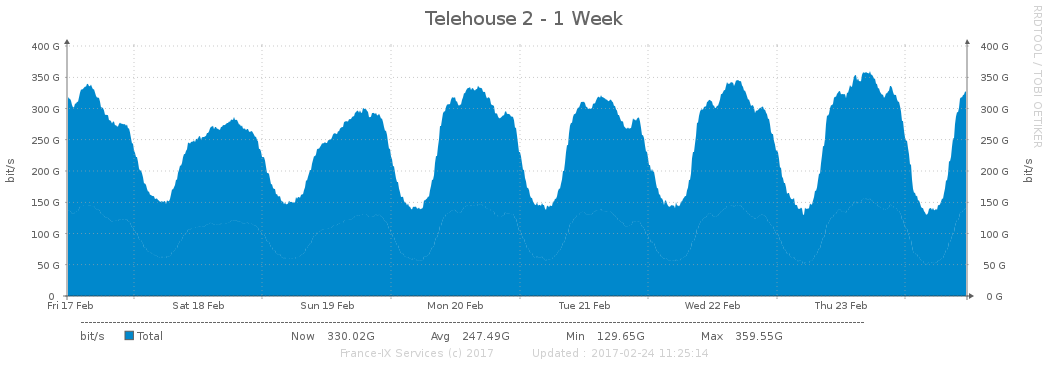 Telehouse 2 - 1 Week
RRDTOOL / TOBI OETIKER
400 G 400 G
350 G 350 G
300 G 300 G
250 G 250 G
200 G 200 G
150 G 150 G
100 G 100 G
50 G 50 G
0 0 G
bit/s bit/s
Fri 17 Feb Sat 18 Feb Sun 19 Feb Mon 20 Feb Tue 21 Feb Wed 22 Feb Thu 23 Feb
bit/s Total Now 330.02G Avg 247.49G Min 129.65G Max 359.55G
France-IX Services (c) 2017 Updated : 2017-02-24 11:25:14